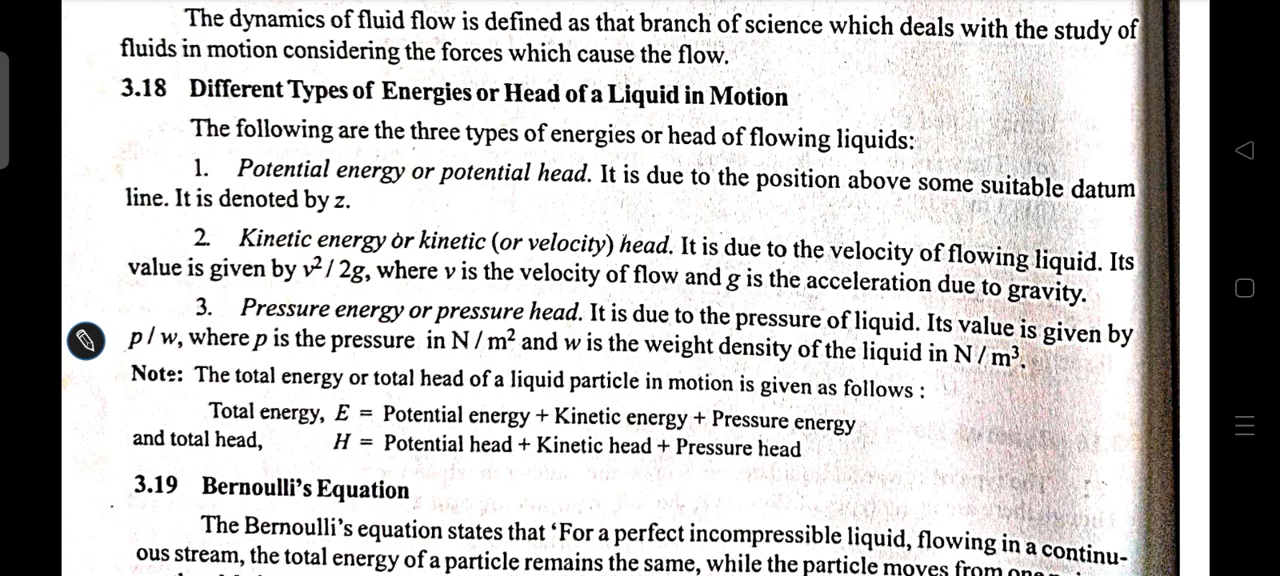 The dynamics of fluid flow is defined as that branch of science which deals with the study of
fluids in motion considering the forces which cause the flow.
3.18 Different Types of Energies or Head of a Liquid in Motion
The following are the three types of energies or head of flowing liquids:
1. Potential energy or potential head. It is due to the position above some suitable datum
line. It is denoted by z.
2. Kinetic energy or kinetic (or velocity) head. It is due to the velocity of flowing liquid. Its
value is given by v² / 2g, where v is the velocity of flow and g is the acceleration due to gravity.
3. Pressure energy or pressure head. It is due to the pressure of liquid. Its value is given by
p / w, where p is the pressure in N / m² and w is the weight density of the liquid in N / m³.
Note: The total energy or total head of a liquid particle in motion is given as follows :
Total energy, E = Potential energy + Kinetic energy + Pressure energy
and total head, H = Potential head + Kinetic head + Pressure head
3.19 Bernoulli's Equation
The Bernoulli's equation states that ‘For a perfect incompressible liquid, flowing in a continu-
ous stream, the total energy of a particle remains the same, while the particle moves from